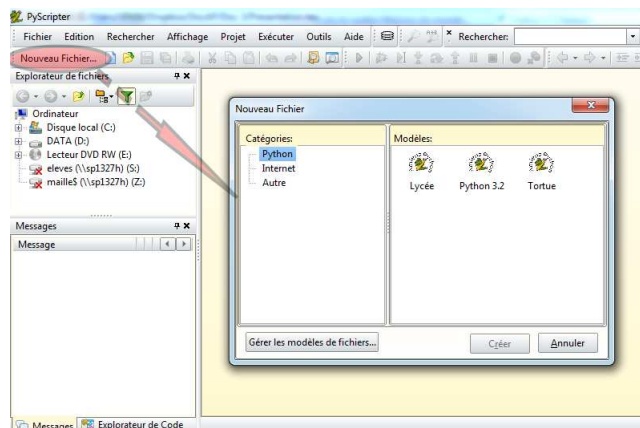 PyScripter
Fichier Edition Rechercher Affichage Projet Exécuter Outils Aide Rechercher:
Nouveau Fichier...
Explorateur de fichiers
Ordinateur
Disque local (C:)
DATA (D:)
Lecteur DVD RW (E:)
eleves (\\sp1327h) (S:)
maille$ (\\sp1327h) (Z:)
Messages
Message
Messages Explorateur de Code
Nouveau Fichier
Catégories:
Python
Internet
Autre
Modèles:
Lycée Python 3.2 Tortue
Gérer les modèles de fichiers...
Créer Annuler